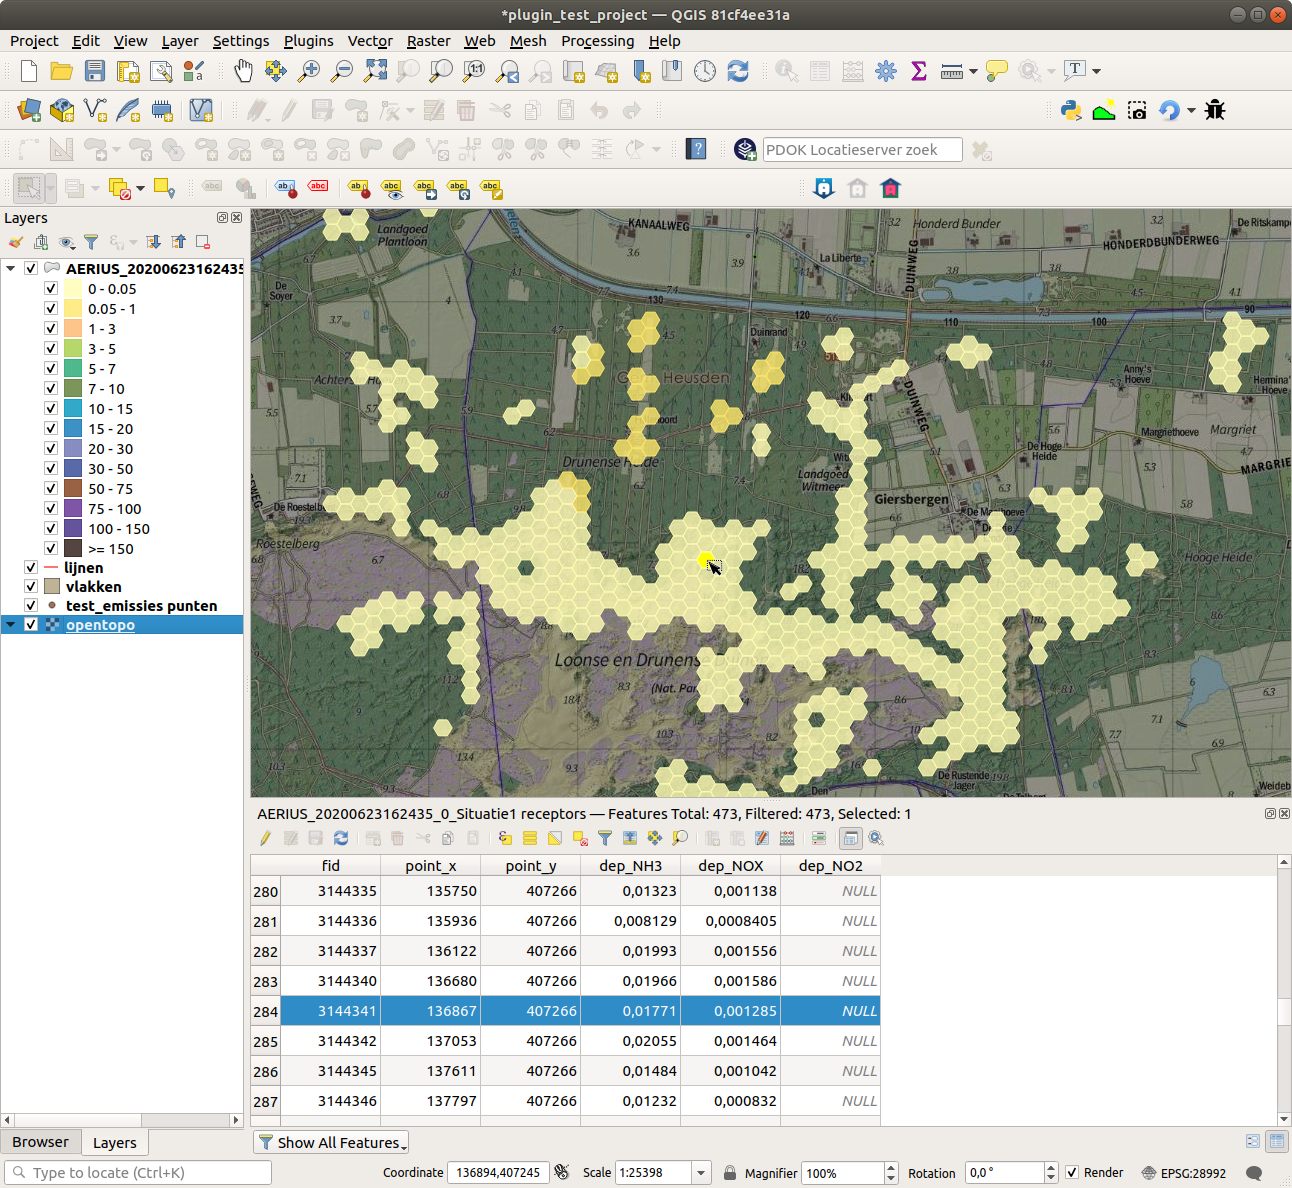 *plugin_test_project — QGIS 81cf4ee31a
Project Edit View Layer Settings Plugins Vector Raster Web Mesh Processing Help
PDOK Locatieserver zoek
Layers
AERIUS_20200623162435
0 - 0.05
0.05 - 1
1 - 3
3 - 5
5 - 7
7 - 10
10 - 15
15 - 20
20 - 30
30 - 50
50 - 75
75 - 100
100 - 150
>= 150
lijnen
vlakken
test_emissies punten
opentopo
Landgoed
Plantloon
KANAALWEG
Honderd Bunder
De Ritskamp
HONDERDBUNDERWEG
La Liberte
DUINWEG
De
Soyer
130
120
110
100
90
Duinrand
Heusden
Anny's
Hoeve
Hermina'
Hoeve
DUINWEG
Drunense Heide
Landgoed
Giersbergen
De Hoge
Heide
Margriethoeve
Margriet
MARGRIE
De Roestelb
Roestelberg
Hooge Heide
Loonse en Drunens
(Nat. Par
De Rustende
Jager
Den
Weideb
AERIUS_20200623162435_0_Situatie1 receptors — Features Total: 473, Filtered: 473, Selected: 1
fid point_x point_y dep_NH3 dep_NOX dep_NO2
280 3144335 135750 407266 0,01323 0,001138 NULL
281 3144336 135936 407266 0,008129 0,0008405 NULL
282 3144337 136122 407266 0,01993 0,001556 NULL
283 3144340 136680 407266 0,01966 0,001586 NULL
284 3144341 136867 407266 0,01771 0,001285 NULL
285 3144342 137053 407266 0,02055 0,001464 NULL
286 3144345 137611 407266 0,01484 0,001042 NULL
287 3144346 137797 407266 0,01232 0,000832 NULL
Browser Layers
Show All Features
Type to locate (Ctrl+K)
Coordinate 136894,407245 Scale 1:25398 Magnifier 100% Rotation 0,0 ° Render EPSG:28992